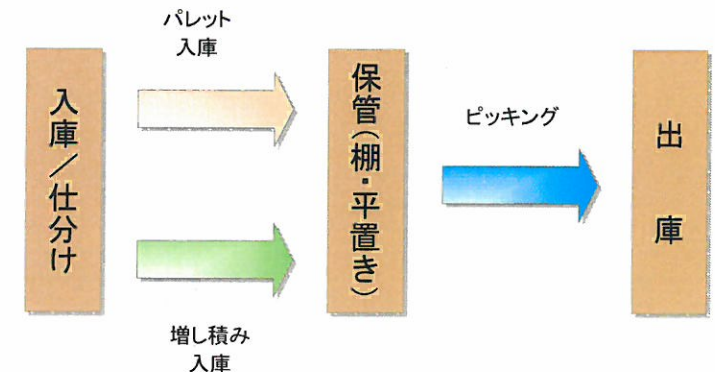 パレット
入庫
入庫／仕分け
保管(棚・平置き)
ピッキング
出庫
増し積み
入庫